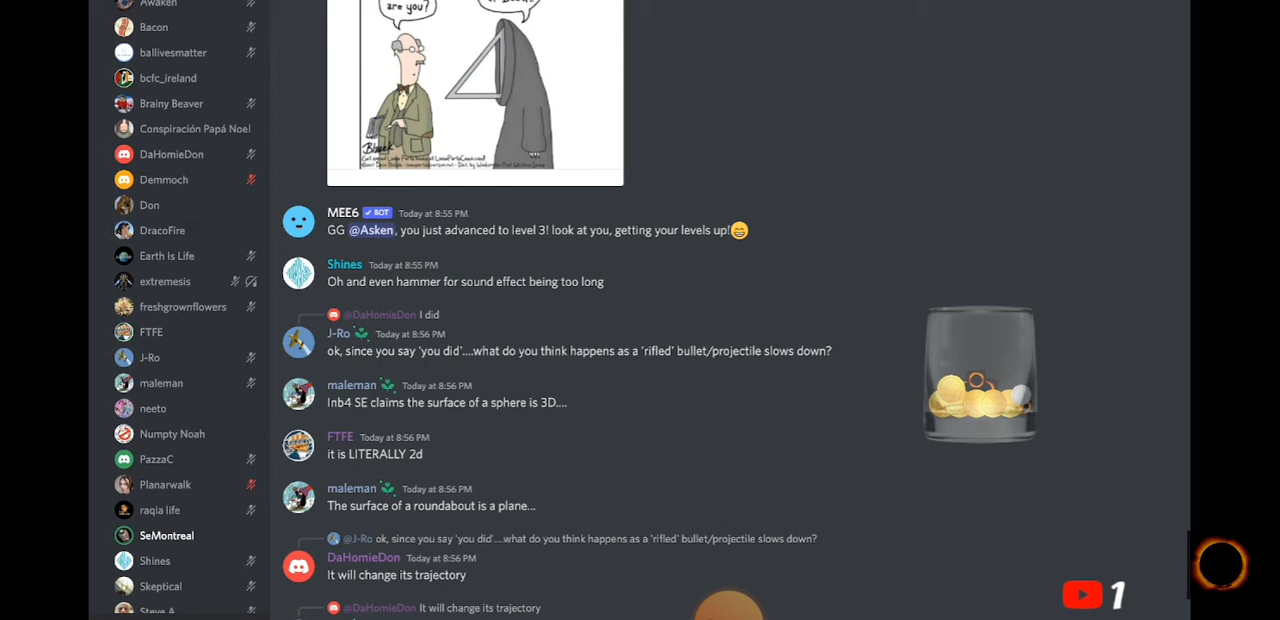 Awaken
Bacon
ballivesmatter
bcfc_ireland
Brainy Beaver
Conspiración Papá Noel
DaHomieDon
Demmoch
Don
DracoFire
Earth Is Life
extremesis
freshgrownflowers
FTFE
J-Ro
maleman
neeto
Numpty Noah
PazzaC
Planarwalk
raqia life
SeMontreal
Shines
Skeptical
Steve A
are you?
MEE6 BOT Today at 8:55 PM
GG @Asken, you just advanced to level 3! look at you, getting your levels up!
Shines Today at 8:55 PM
Oh and even hammer for sound effect being too long
@DaHomieDon I did
J-Ro Today at 8:56 PM
ok, since you say 'you did'....what do you think happens as a 'rifled' bullet/projectile slows down?
maleman Today at 8:56 PM
Inb4 SE claims the surface of a sphere is 3D....
FTFE Today at 8:56 PM
it is LITERALLY 2d
maleman Today at 8:56 PM
The surface of a roundabout is a plane...
@J-Ro ok, since you say 'you did'....what do you think happens as a 'rifled' bullet/projectile slows down?
DaHomieDon Today at 8:56 PM
It will change its trajectory
@DaHomieDon It will change its trajectory
1